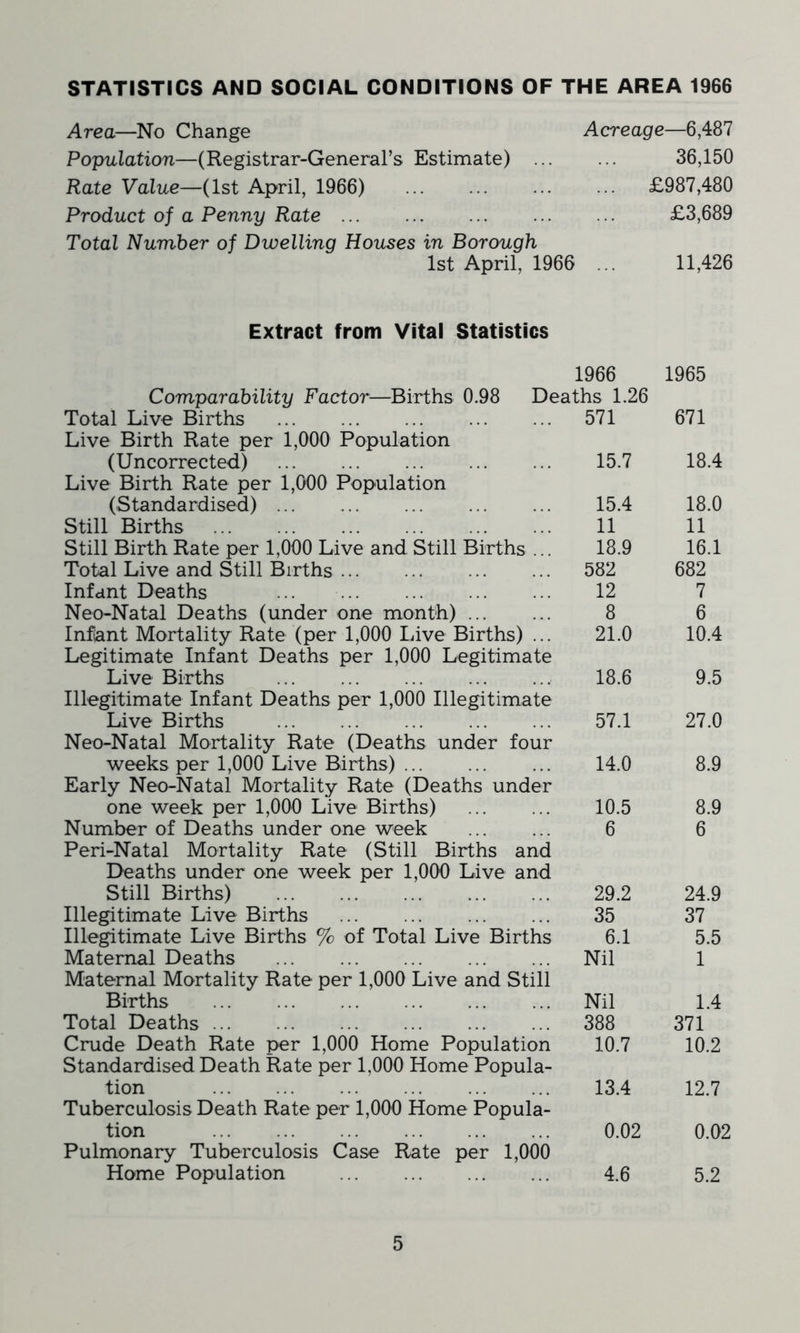 STATISTICS AND SOCIAL CONDITIONS OF THE AREA 1966
Area—No Change Acreage—6,487
Population—(Registrar-General's Estimate) ... ... 36,150
Rate Value—(1st April, 1966) ... ... ... ... £987,480
Product of a Penny Rate ... ... ... ... ... £3,689
Total Number of Dwelling Houses in Borough
1st April, 1966 ... 11,426
Extract from Vital Statistics
1966 1965
Comparability Factor—Births 0.98 Deaths 1.26
Total Live Births ... ... ... ... ... 571 671
Live Birth Rate per 1,000 Population
(Uncorrected) ... ... ... ... ... 15.7 18.4
Live Birth Rate per 1,000 Population
(Standardised) ... ... ... ... ... 15.4 18.0
Still Births ... ... ... ... ... ... 11 11
Still Birth Rate per 1,000 Live and Still Births ... 18.9 16.1
Total Live and Still Births ... ... ... ... 582 682
Infant Deaths ... ... ... ... ... 12 7
Neo-Natal Deaths (under one month) ... ... 8 6
Infant Mortality Rate (per 1,000 Live Births) ... 21.0 10.4
Legitimate Infant Deaths per 1,000 Legitimate
Live Births ... ... ... ... ... 18.6 9.5
Illegitimate Infant Deaths per 1,000 Illegitimate
Live Births ... ... ... ... ... 57.1 27.0
Neo-Natal Mortality Rate (Deaths under four
weeks per 1,000 Live Births) ... ... ... 14.0 8.9
Early Neo-Natal Mortality Rate (Deaths under
one week per 1,000 Live Births) ... ... 10.5 8.9
Number of Deaths under one week ... ... 6 6
Peri-Natal Mortality Rate (Still Births and
Deaths under one week per 1,000 Live and
Still Births) ... ... ... ... ... 29.2 24.9
Illegitimate Live Births ... ... ... ... 35 37
Illegitimate Live Births % of Total Live Births 6.1 5.5
Maternal Deaths ... ... ... ... ... Nil 1
Maternal Mortality Rate per 1,000 Live and Still
Births ... ... ... ... ... ... Nil 1.4
Total Deaths ... ... ... ... ... ... 388 371
Crude Death Rate per 1,000 Home Population 10.7 10.2
Standardised Death Rate per 1,000 Home Popula-
tion ... ... ... ... ... ... 13.4 12.7
Tuberculosis Death Rate per 1,000 Home Popula-
tion ... ... ... ... ... ... 0.02 0.02
Pulmonary Tuberculosis Case Rate per 1,000
Home Population ... ... ... ... 4.6 5.2
5